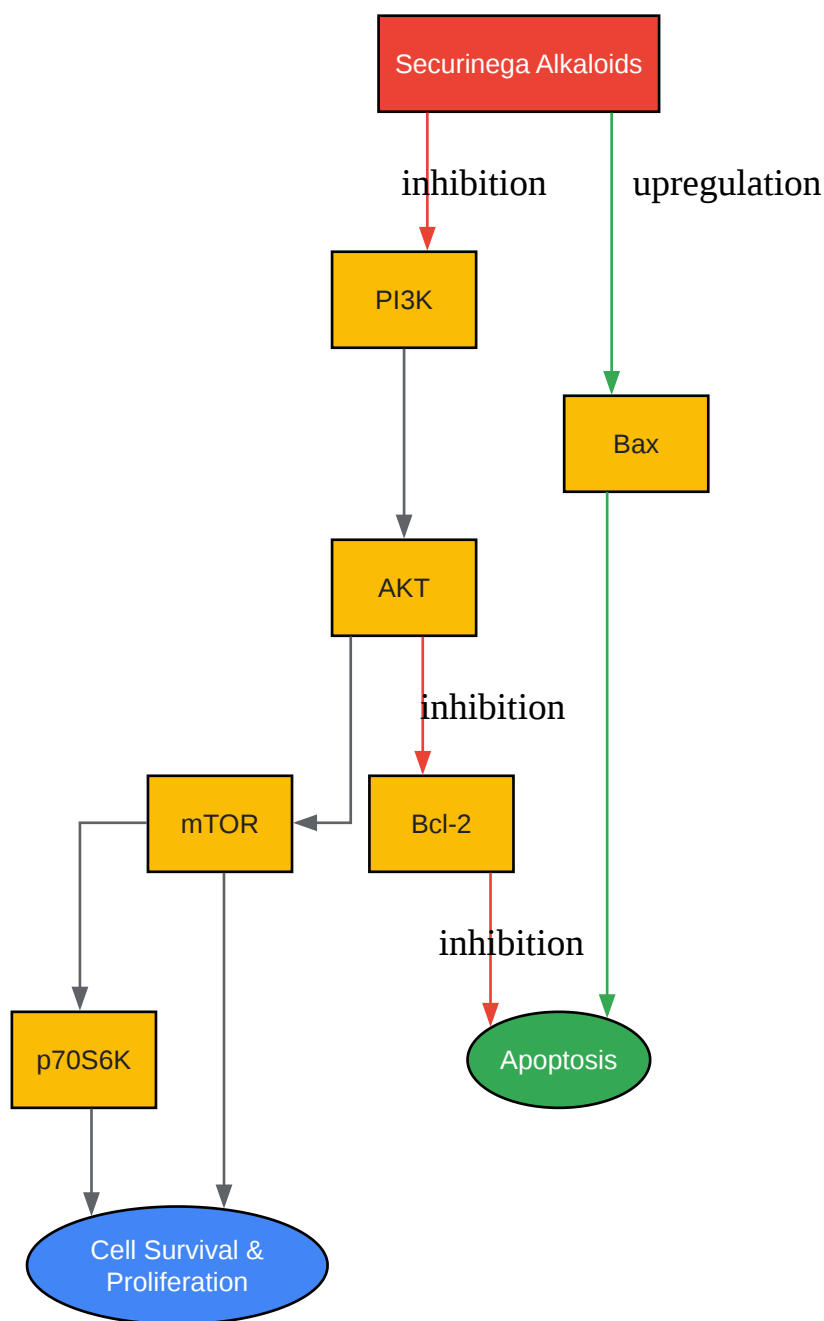 Securinega Alkaloids
inhibition
upregulation
PI3K
Bax
AKT
inhibition
mTOR
Bcl-2
inhibition
p70S6K
Apoptosis
Cell Survival &
Proliferation